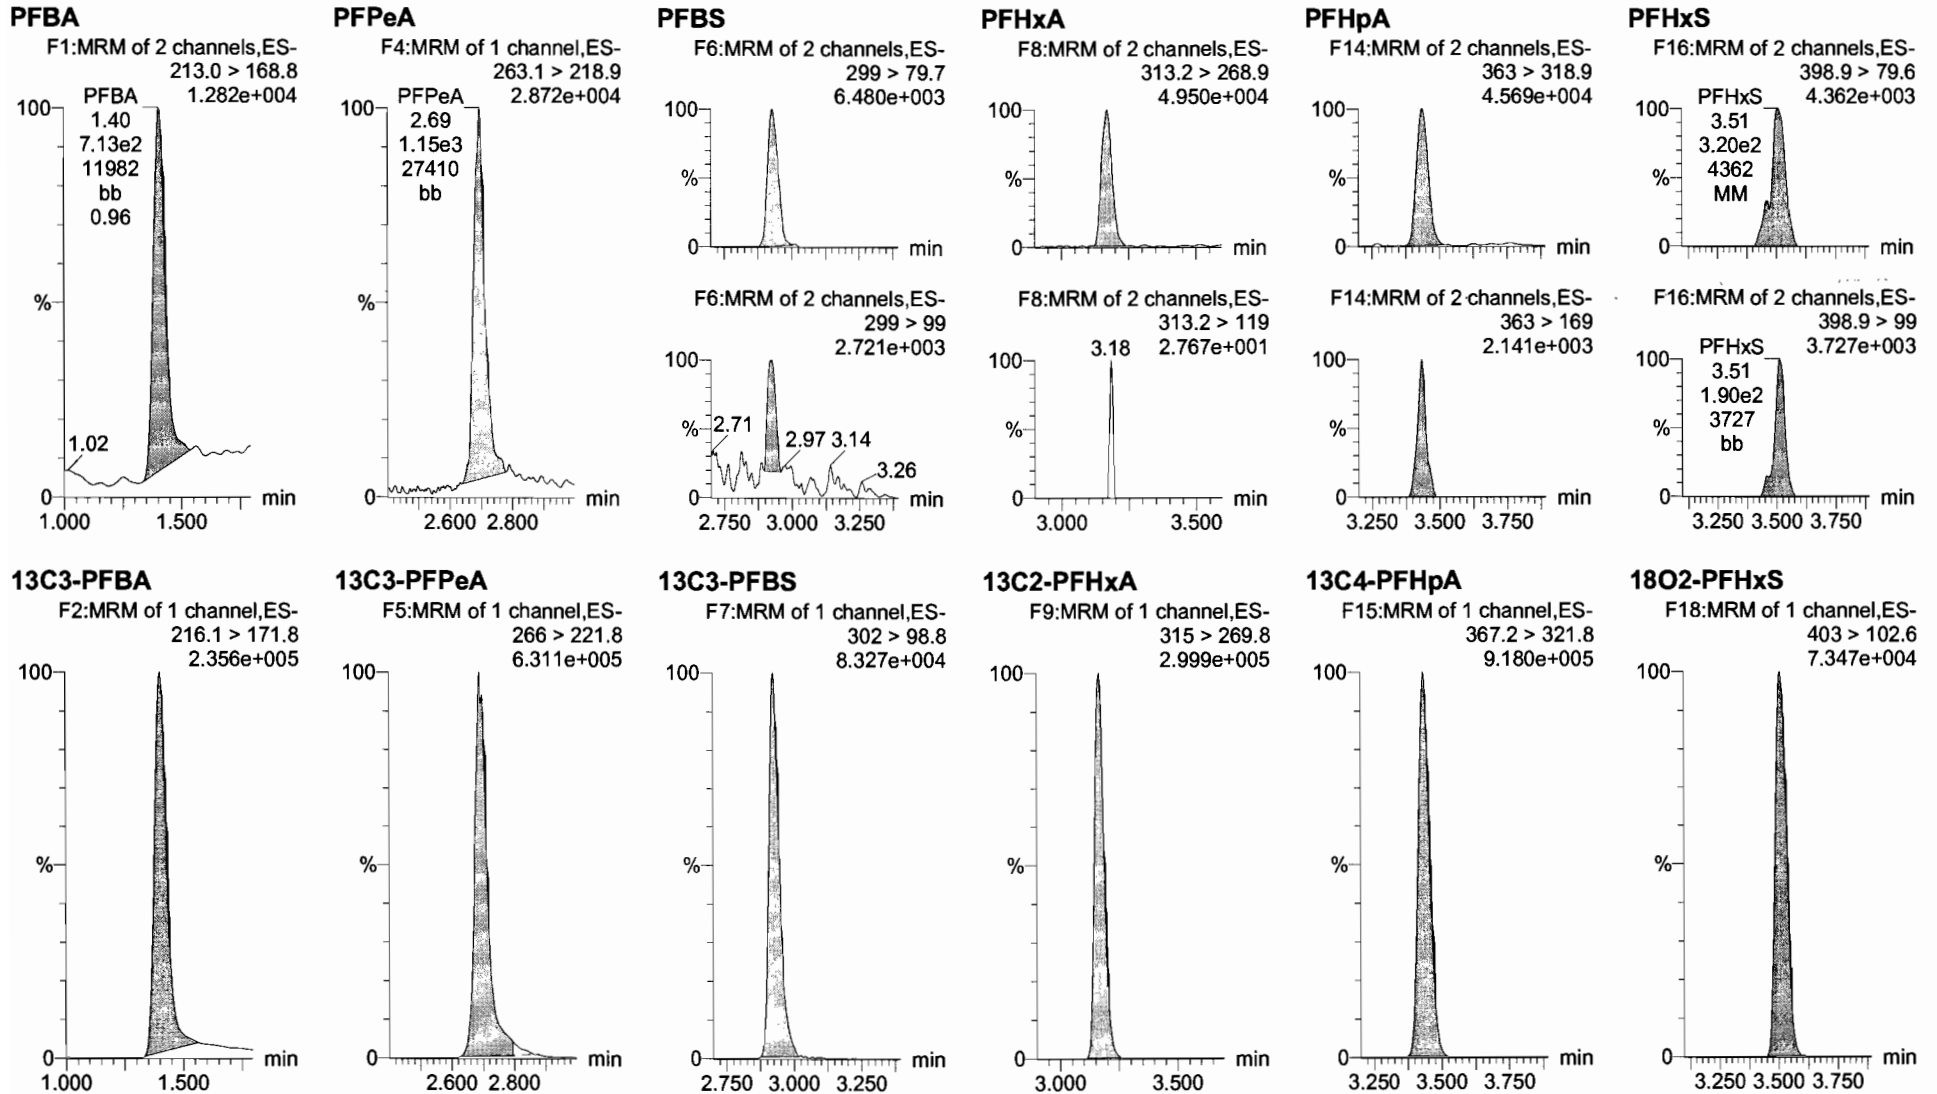 PFBA
F1:MRM of 2 channels,ES-
213.0 > 168.8
1.282e+004
PFBA
1.40
7.13e2
11982
bb
0.96
100
%
0
1.02
1.000 1.500
min
PFPeA
F4:MRM of 1 channel,ES-
263.1 > 218.9
2.872e+004
PFPeA
2.69
1.15e3
27410
bb
100
%
0
2.600 2.800
min
PFBS
F6:MRM of 2 channels,ES-
299 > 79.7
6.480e+003
100
%
0
min
F6:MRM of 2 channels,ES-
299 > 99
2.721e+003
100
%
0
2.71
2.97 3.14
3.26
min
2.750 3.000 3.250
PFHxA
F8:MRM of 2 channels,ES-
313.2 > 268.9
4.950e+004
100
%
0
min
F8:MRM of 2 channels,ES-
313.2 > 119
3.18 2.767e+001
100
%
0
min
3.000 3.500
PFHpA
F14:MRM of 2 channels,ES-
363 > 318.9
4.569e+004
100
%
0
min
F14:MRM of 2 channels,ES-
363 > 169
2.141e+003
100
%
0
min
3.250 3.500 3.750
PFHxS
F16:MRM of 2 channels,ES-
398.9 > 79.6
4.362e+003
PFHxS
3.51
3.20e2
4362
MM
100
%
0
min
F16:MRM of 2 channels,ES-
398.9 > 99
3.727e+003
PFHxS
3.51
1.90e2
3727
bb
100
%
0
min
3.250 3.500 3.750
13C3-PFBA
F2:MRM of 1 channel,ES-
216.1 > 171.8
2.356e+005
100
%
0
min
1.000 1.500
13C3-PFPeA
F5:MRM of 1 channel,ES-
266 > 221.8
6.311e+005
100
%
0
min
2.600 2.800
13C3-PFBS
F7:MRM of 1 channel,ES-
302 > 98.8
8.327e+004
100
%
0
min
2.750 3.000 3.250
13C2-PFHxA
F9:MRM of 1 channel,ES-
315 > 269.8
2.999e+005
100
%
0
min
3.000 3.500
13C4-PFHpA
F15:MRM of 1 channel,ES-
367.2 > 321.8
9.180e+005
100
%
0
min
3.250 3.500 3.750
18O2-PFHxS
F18:MRM of 1 channel,ES-
403 > 102.6
7.347e+004
100
%
0
min
3.250 3.500 3.750